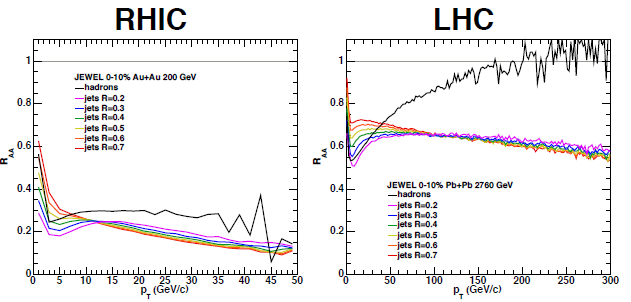 RHIC
LHC
1
0.8
0.6
0.4
0.2
0
R_AA
JEWEL 0-10% Au+Au 200 GeV
hadrons
jets R=0.2
jets R=0.3
jets R=0.4
jets R=0.5
jets R=0.6
jets R=0.7
0 5 10 15 20 25 30 35 40 45 50
p_T (GeV/c)
1
0.8
0.6
0.4
0.2
0
R_AA
JEWEL 0-10% Pb+Pb 2760 GeV
hadrons
jets R=0.2
jets R=0.3
jets R=0.4
jets R=0.5
jets R=0.6
jets R=0.7
0 50 100 150 200 250 300
p_T (GeV/c)